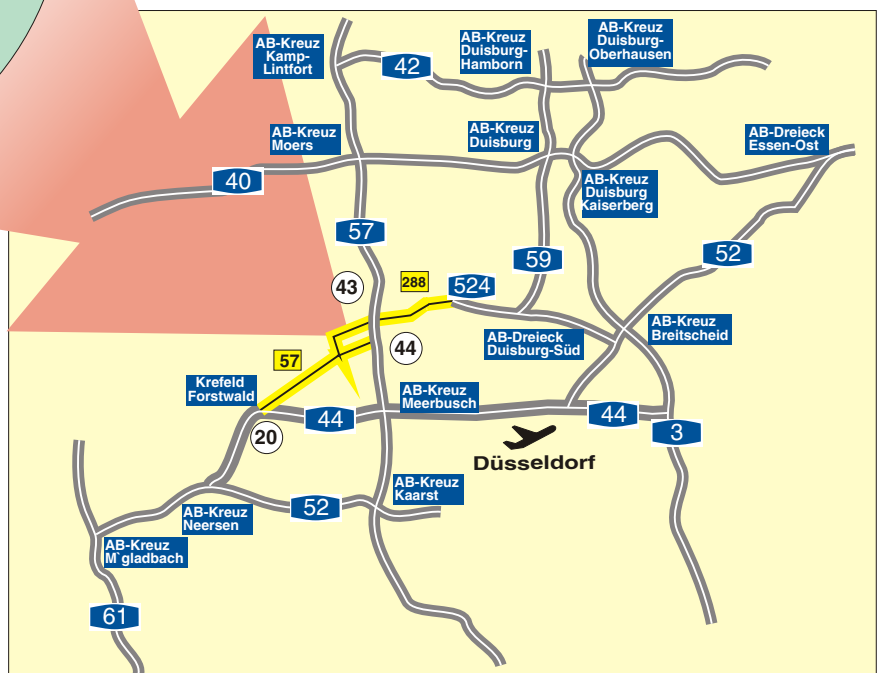 AB-Kreuz
Kamp-
Lintfort
42
AB-Kreuz
Duisburg-
Hamborn
AB-Kreuz
Duisburg-
Oberhausen
AB-Kreuz
Moers
AB-Kreuz
Duisburg
AB-Dreieck
Essen-Ost
40
AB-Kreuz
Duisburg
Kaiserberg
57
59
52
43
288
524
44
AB-Dreieck
Duisburg-Süd
AB-Kreuz
Breitscheid
57
Krefeld
Forstwald
AB-Kreuz
Meerbusch
20
44
44
3
Düsseldorf
AB-Kreuz
Kaarst
AB-Kreuz
Neersen
52
AB-Kreuz
M`gladbach
61